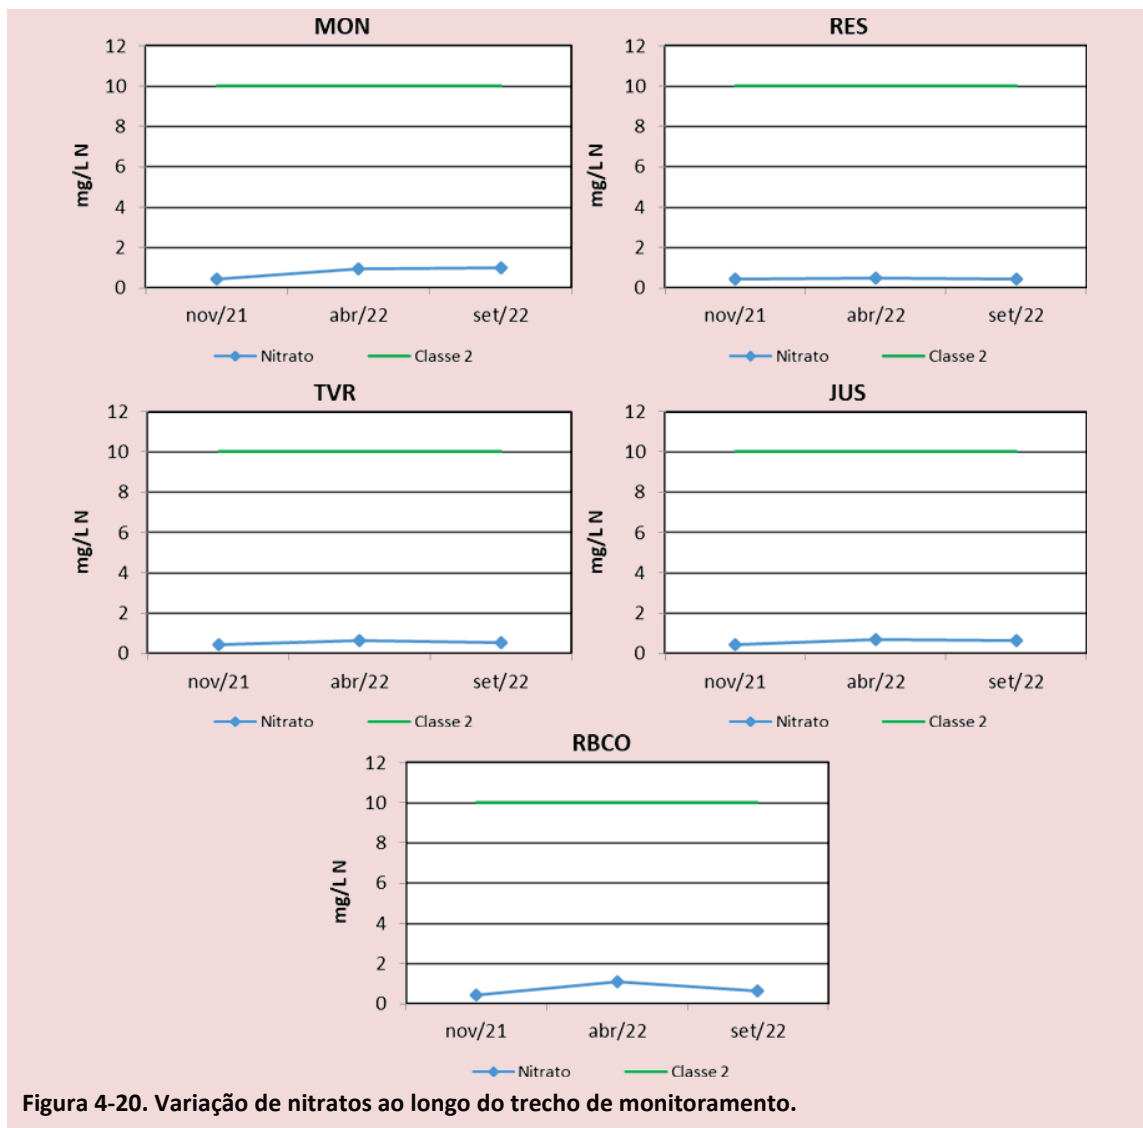 MON
12
10
8
6
4
2
0
mg/L N
nov/21 abr/22 set/22
Nitrato Classe 2
RES
12
10
8
6
4
2
0
mg/L N
nov/21 abr/22 set/22
Nitrato Classe 2
TVR
12
10
8
6
4
2
0
mg/L N
nov/21 abr/22 set/22
Nitrato Classe 2
JUS
12
10
8
6
4
2
0
mg/L N
nov/21 abr/22 set/22
Nitrato Classe 2
RBCO
12
10
8
6
4
2
0
mg/L N
nov/21 abr/22 set/22
Nitrato Classe 2
Figura 4-20. Variação de nitratos ao longo do trecho de monitoramento.